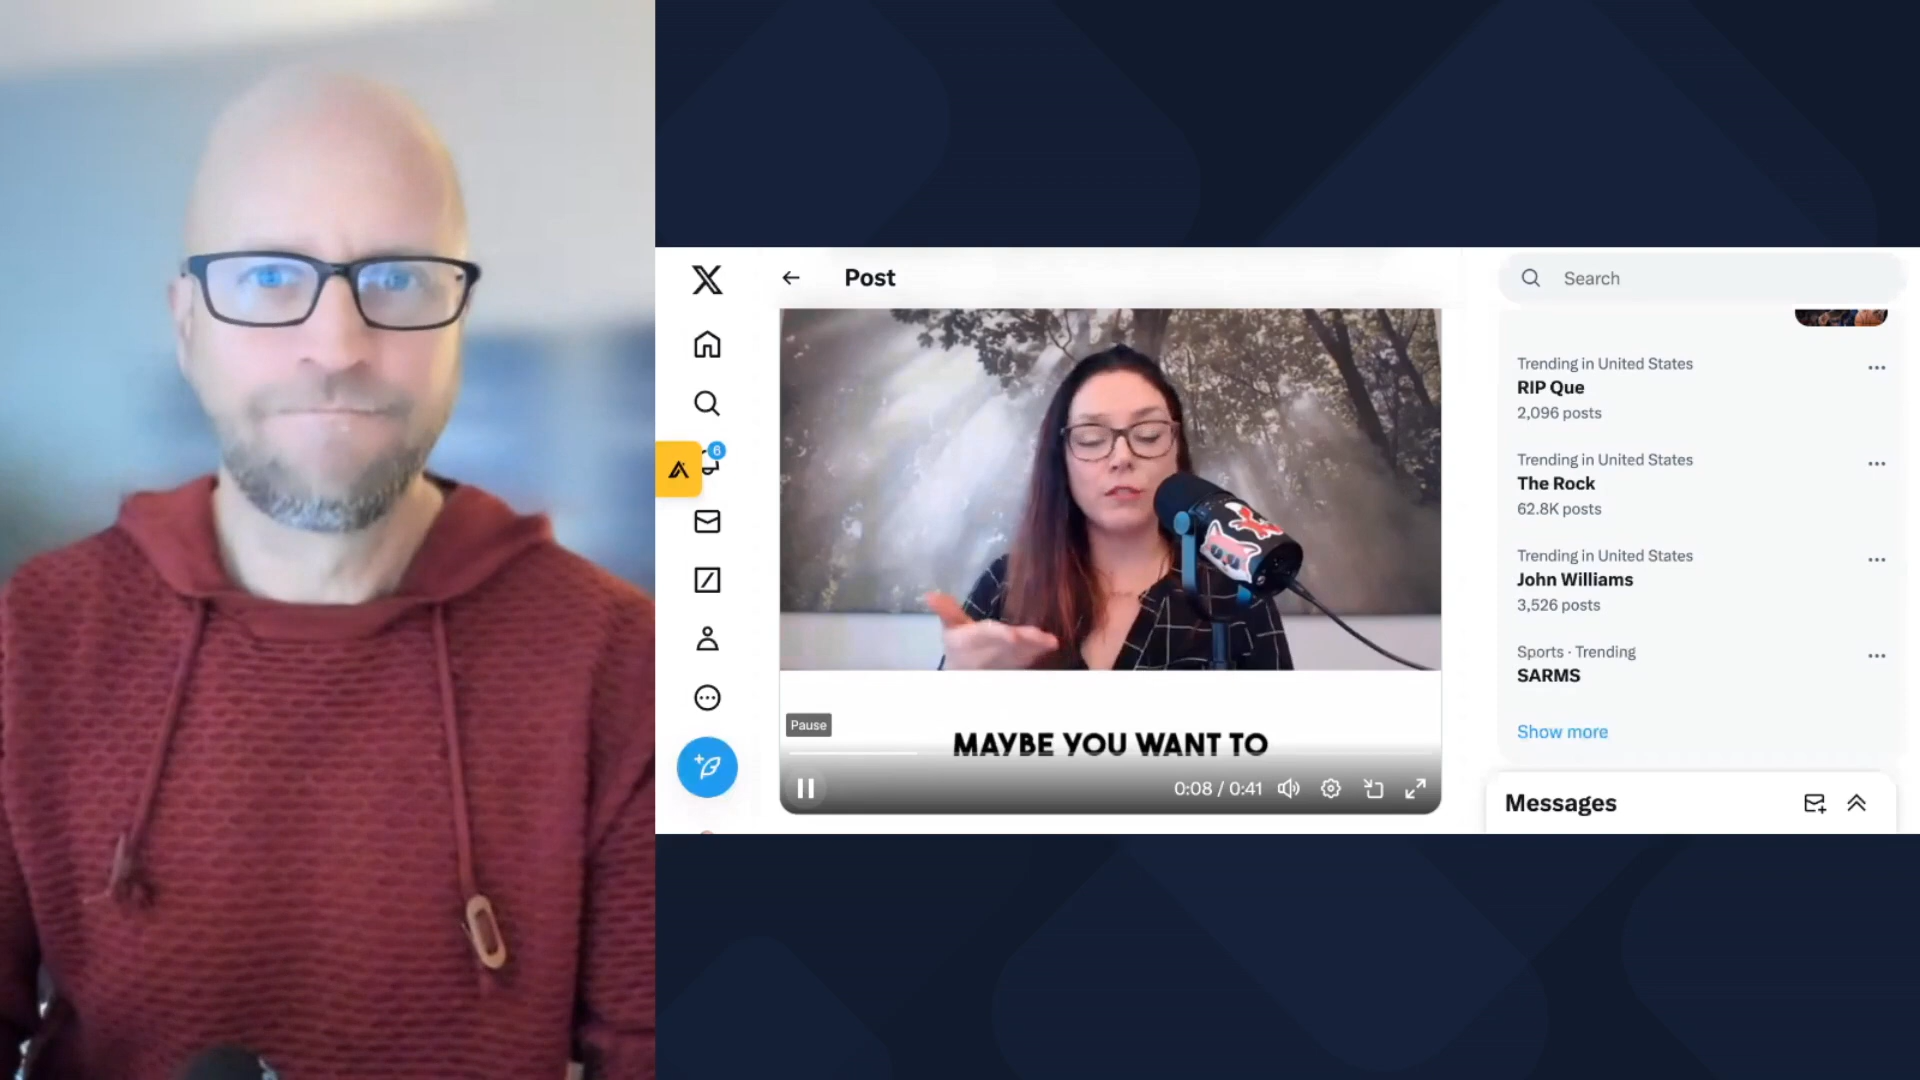 Post
6
Pause
MAYBE YOU WANT TO
0:08 / 0:41
Search
Trending in United States
RIP Que
2,096 posts
Trending in United States
The Rock
62.8K posts
Trending in United States
John Williams
3,526 posts
Sports · Trending
SARMS
Show more
Messages